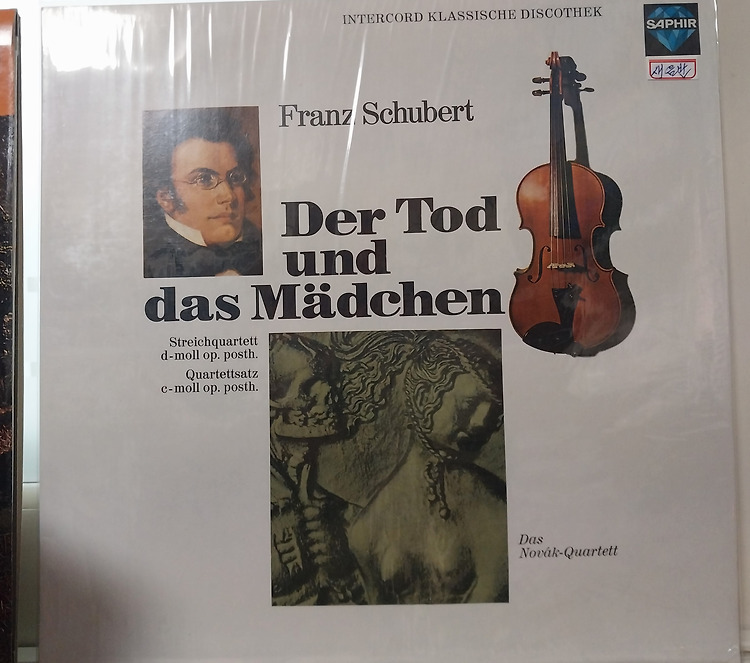 INTERCORD KLASSISCHE DISCOTHEK
SAPHIR
새음반
Franz Schubert
Der Tod
und
das Mädchen
Streichquartett
d-moll op. posth.
Quartettsatz
c-moll op. posth.
Das
Novák-Quartett